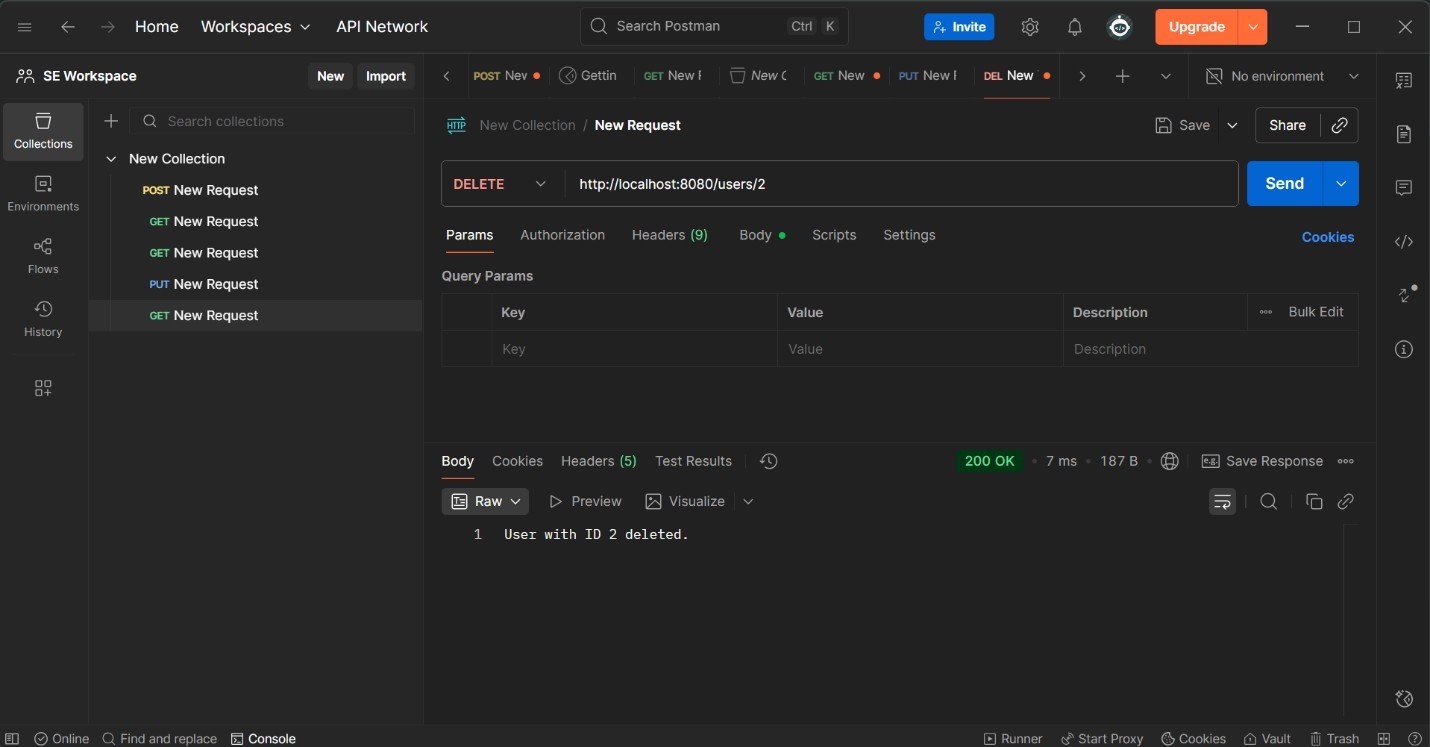 Home Workspaces API Network Search Postman Ctrl K Invite Upgrade
SE Workspace New Import
POST Nev GET New F New C GET New PUT New F DEL New No environment
Collections
Search collections
New Collection / New Request Save Share
New Collection
POST New Request
GET New Request
GET New Request
PUT New Request
GET New Request
Environments
Flows
History
HTTP
DELETE http://localhost:8080/users/2 Send
Params Authorization Headers (9) Body Scripts Settings Cookies
Query Params
Key Value Description Bulk Edit
Key Value Description
Body Cookies Headers (5) Test Results 200 OK 7 ms 187 B e.g. Save Response
Raw Preview Visualize
1 User with ID 2 deleted.
Online Find and replace Console Runner Start Proxy Cookies Vault Trash